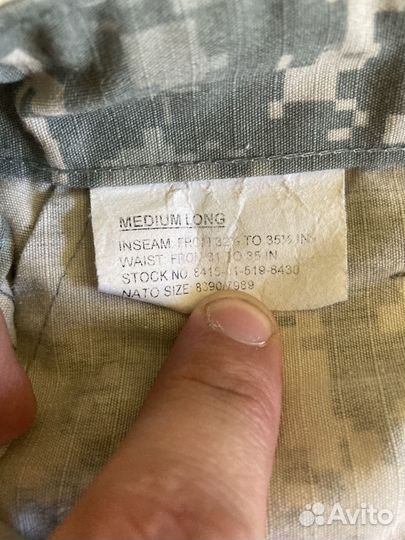 MEDIUM LONG
INSEAM: FROM 32½ TO 35½ IN
WAIST: FROM 31 TO 35 IN
STOCK NO. 8415-01-519-8430
NATO SIZE 8090/7989
Avito